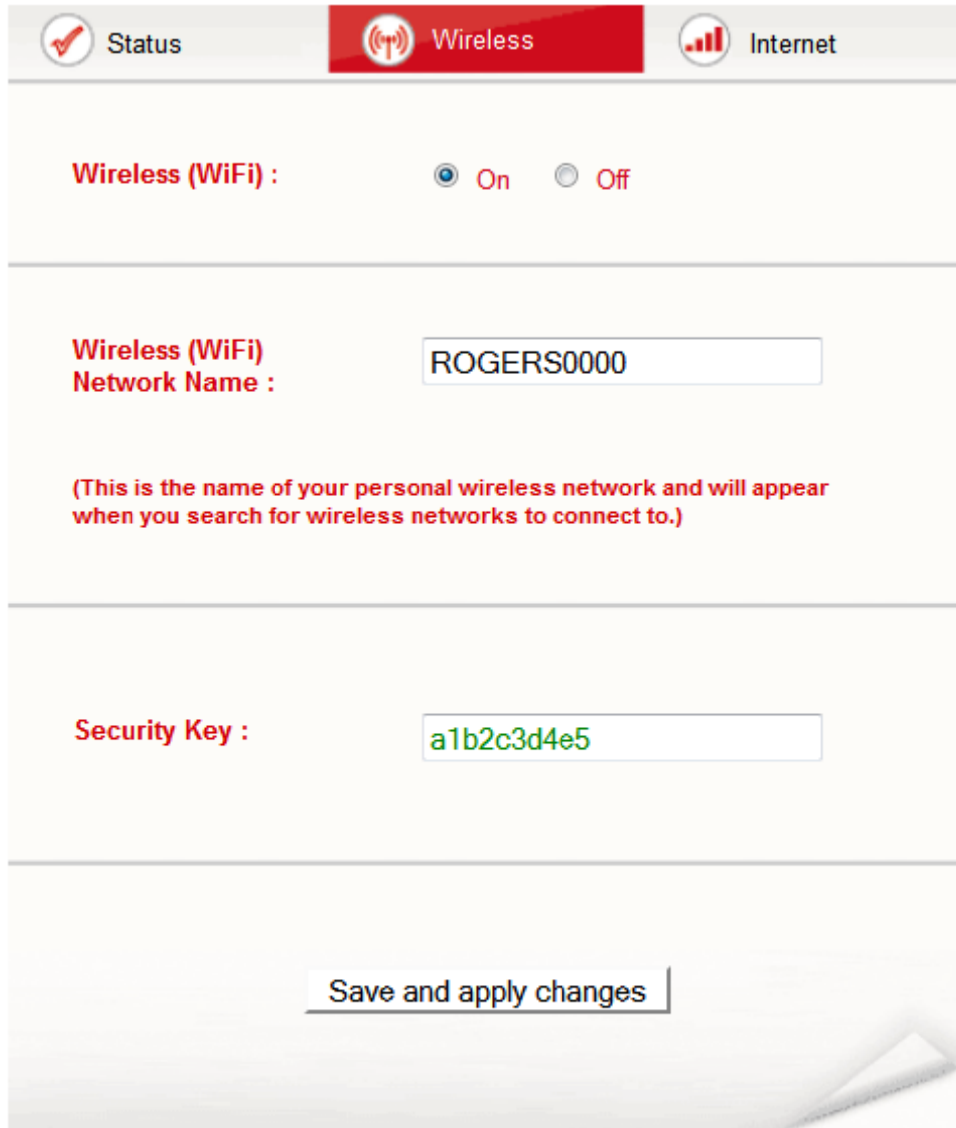 Status Wireless Internet
Wireless (WiFi) : On Off
Wireless (WiFi)
Network Name :
ROGERS0000
(This is the name of your personal wireless network and will appear
when you search for wireless networks to connect to.)
Security Key : a1b2c3d4e5
Save and apply changes